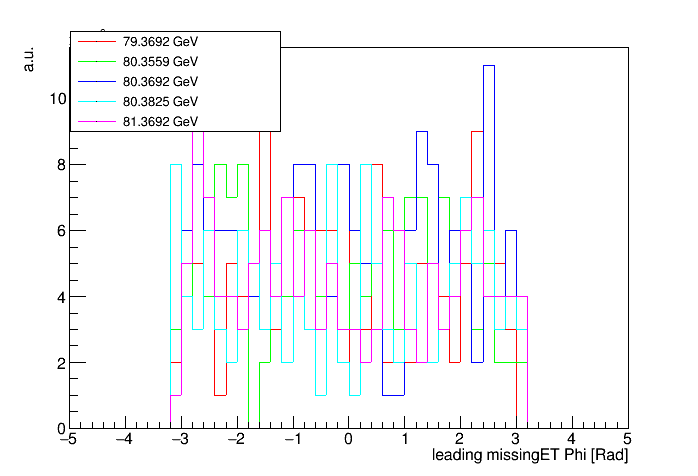 a.u.
79.3692 GeV
80.3559 GeV
80.3692 GeV
80.3825 GeV
81.3692 GeV
10
8
6
4
2
0
−5 −4 −3 −2 −1 0 1 2 3 4 5
leading missingET Phi [Rad]